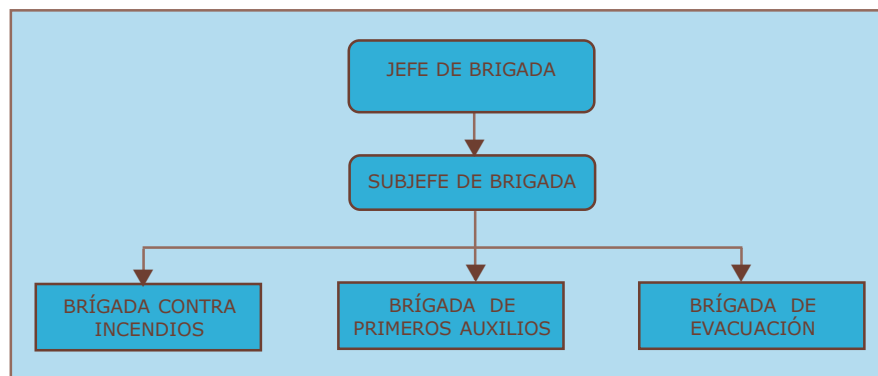 JEFE DE BRIGADA
SUBJEFE DE BRIGADA
BRÍGADA CONTRA
INCENDIOS
BRÍGADA DE
PRIMEROS AUXILIOS
BRÍGADA DE
EVACUACIÓN